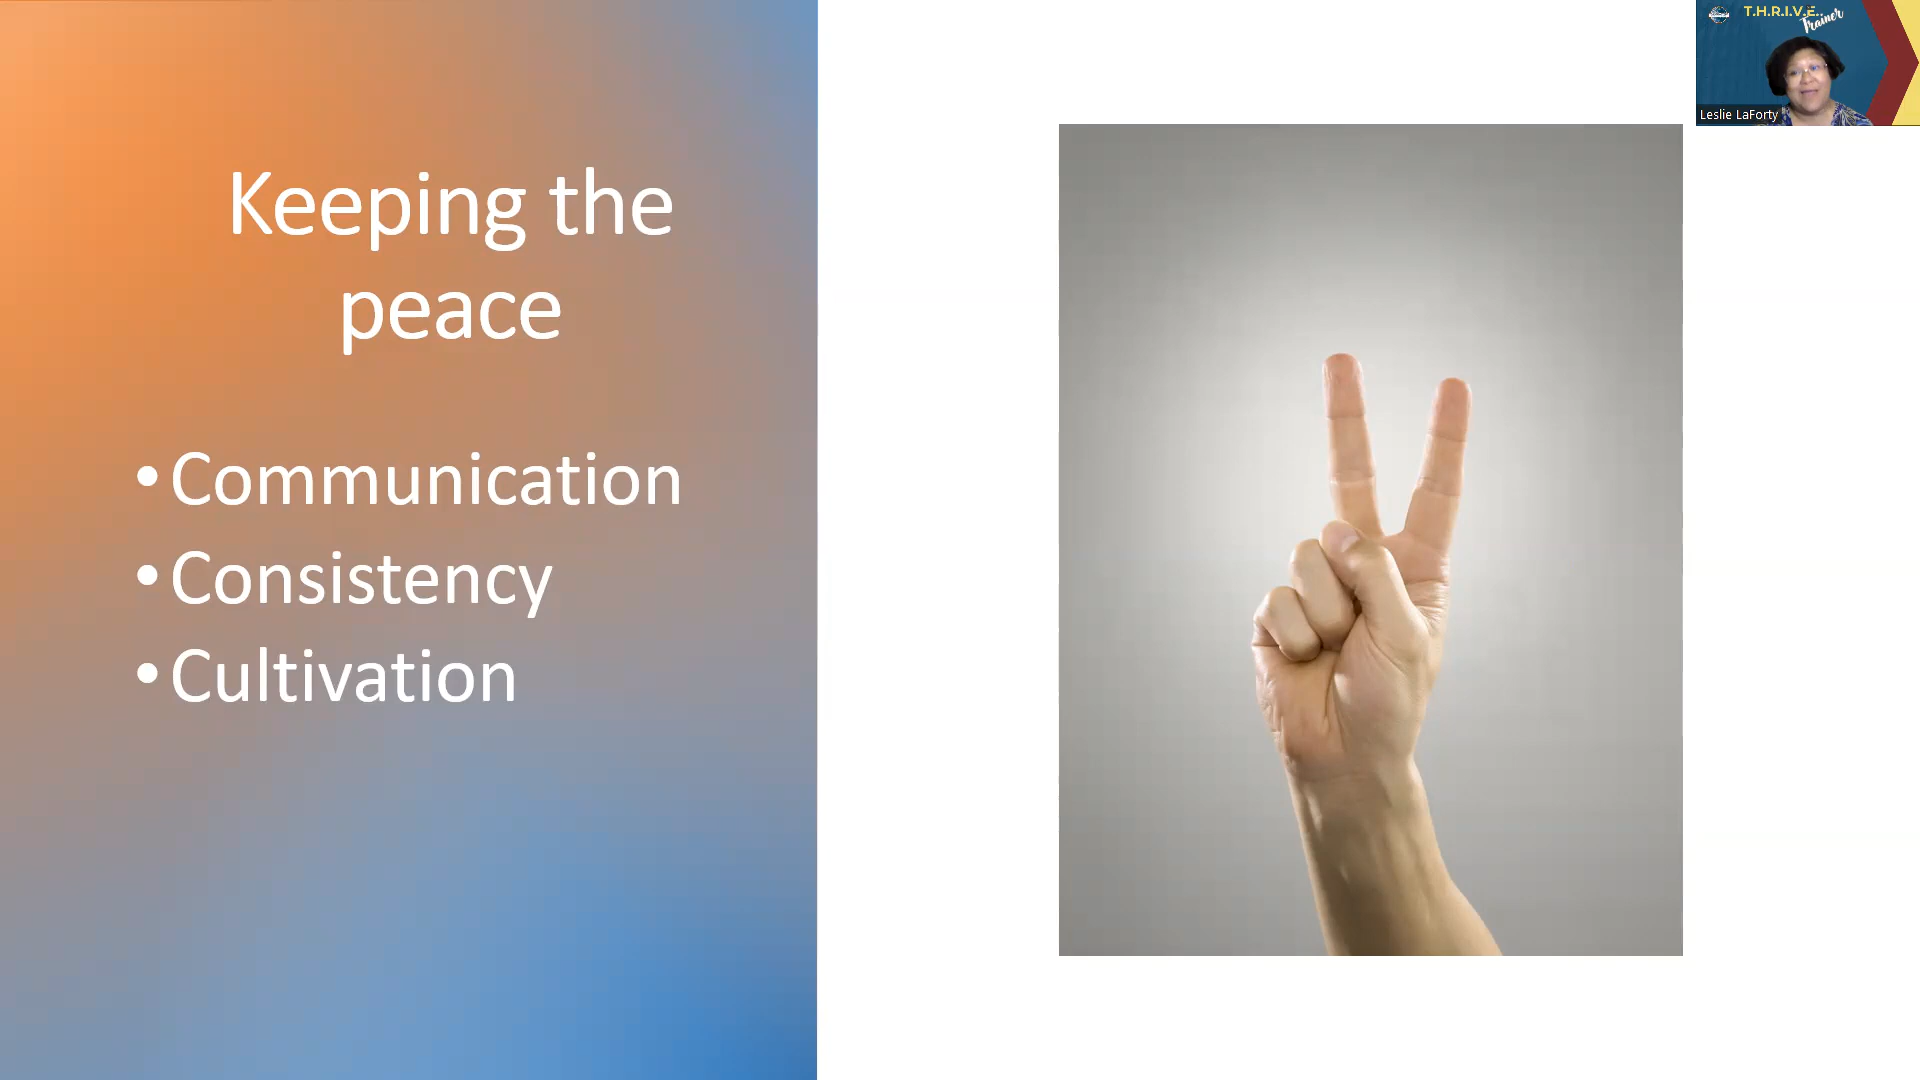 Keeping the
peace
• Communication
• Consistency
• Cultivation
T.H.R.I.V.E.
Trainer
Leslie LaForty